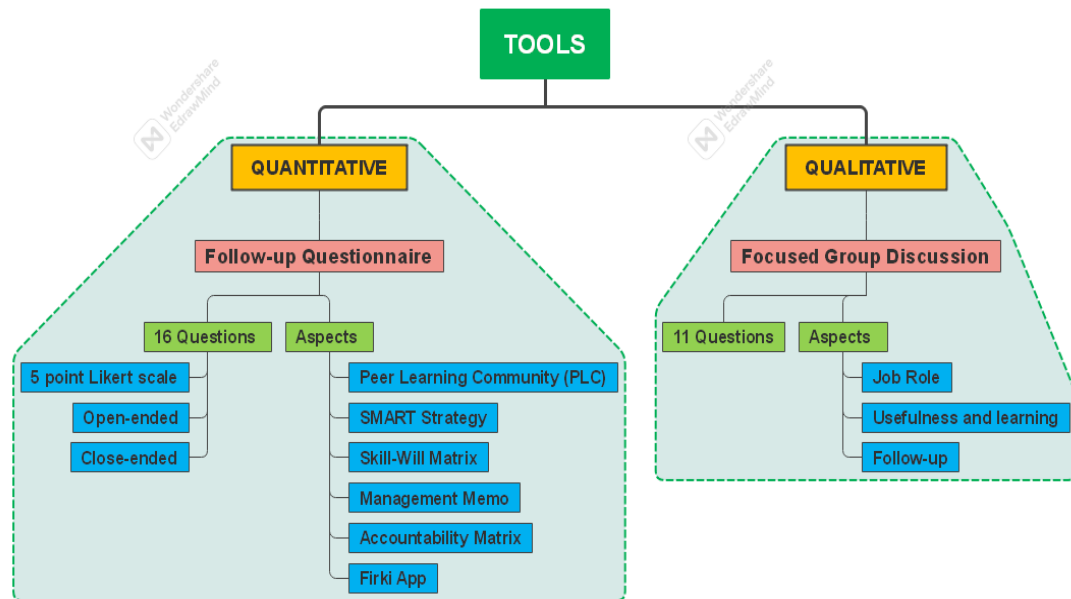 TOOLS
Wondershare
EdrawMind
Wondershare
EdrawMind
QUANTITATIVE
QUALITATIVE
Follow-up Questionnaire
Focused Group Discussion
16 Questions
Aspects
11 Questions
Aspects
5 point Likert scale
Open-ended
Close-ended
Peer Learning Community (PLC)
SMART Strategy
Skill-Will Matrix
Management Memo
Accountability Matrix
Firki App
Job Role
Usefulness and learning
Follow-up